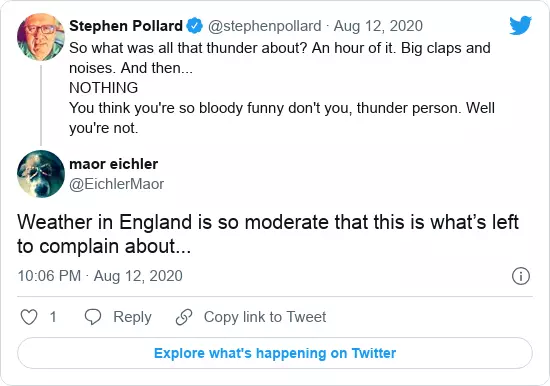 Stephen Pollard @stephenpollard · Aug 12, 2020
So what was all that thunder about? An hour of it. Big claps and
noises. And then...
NOTHING
You think you're so bloody funny don't you, thunder person. Well
you're not.
maor eichler
@EichlerMaor
Weather in England is so moderate that this is what’s left
to complain about...
10:06 PM · Aug 12, 2020
1 Reply Copy link to Tweet
Explore what's happening on Twitter